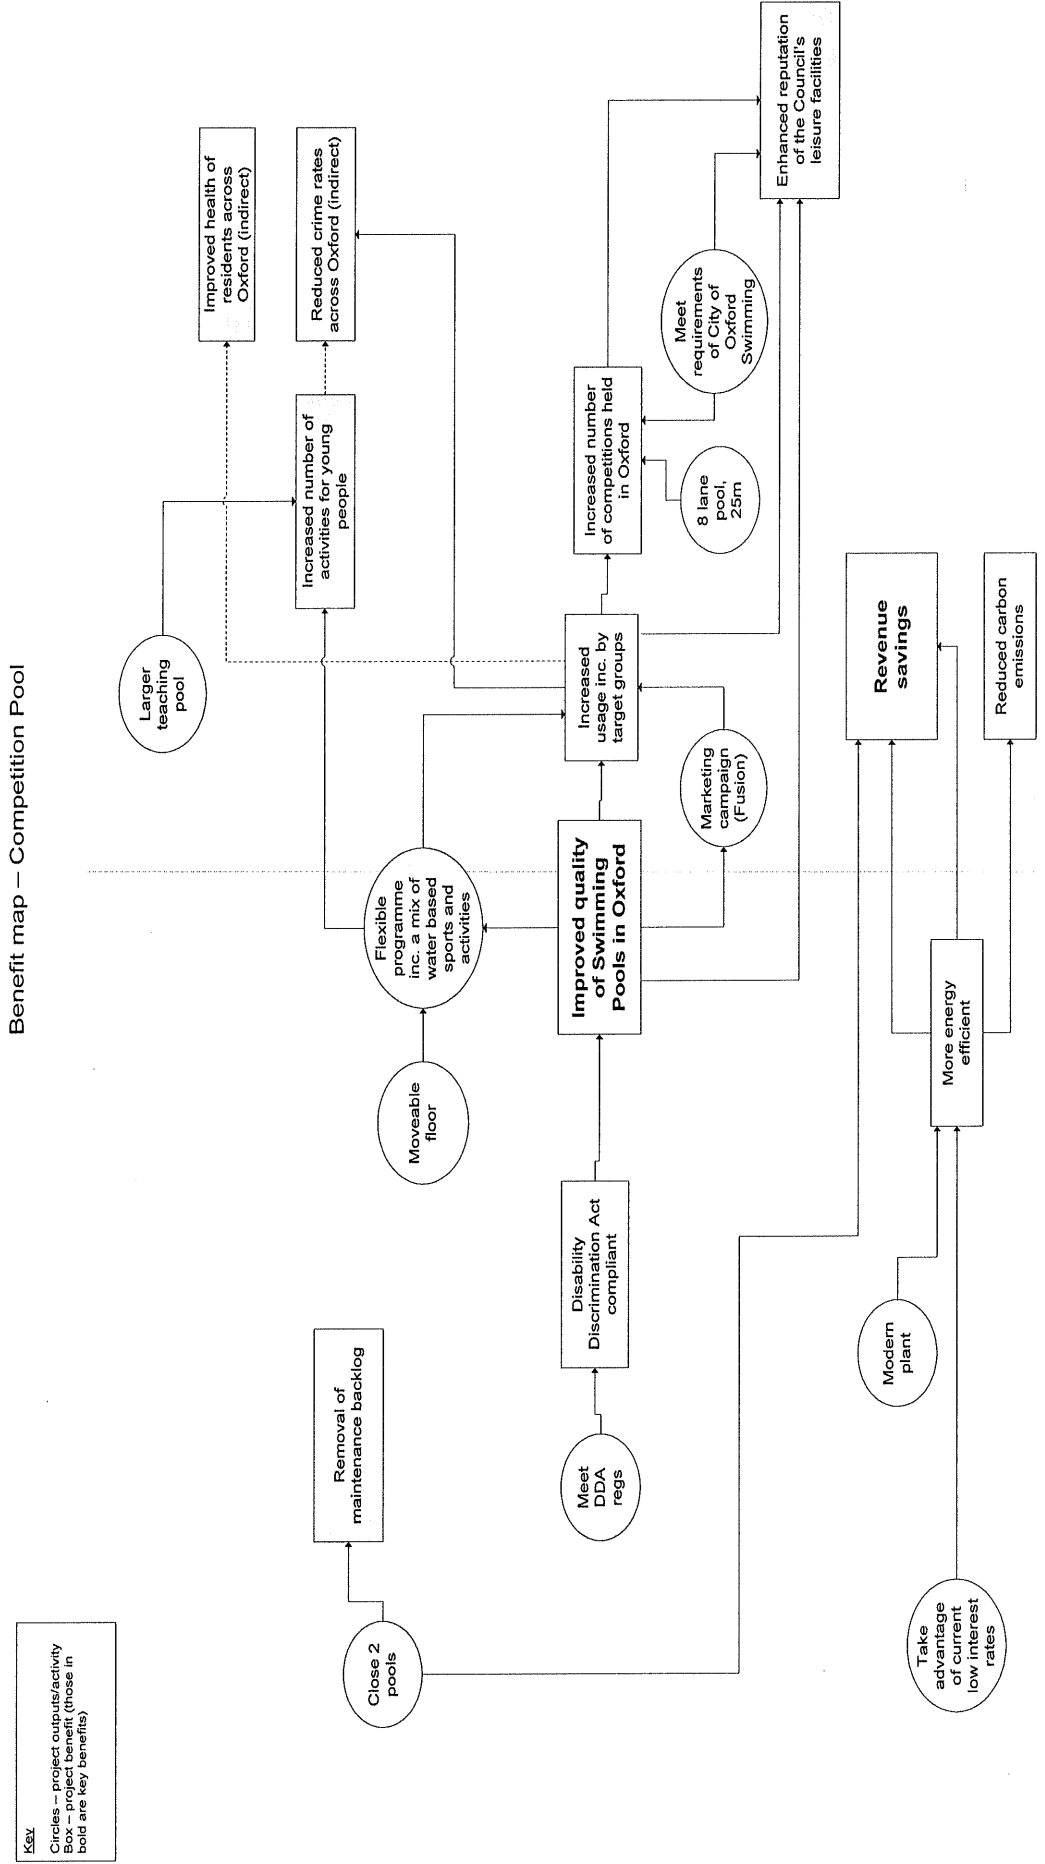 Benefit map – Competition Pool
Key
Circles – project outputs/activity
Box – project benefit (those in
bold are key benefits)
Close 2
pools
Removal of
maintenance backlog
Meet
DDA
regs
Disability
Discrimination Act
compliant
Take
advantage
of current
low interest
rates
Modern
plant
More energy
efficient
Moveable
floor
Flexible
programme
inc. a mix of
water based
sports and
activities
Improved quality
of Swimming
Pools in Oxford
Marketing
campaign
(Fusion)
Increased
usage inc. by
target groups
Larger
teaching
pool
Increased number of
activities for young
people
Improved health of
residents across
Oxford (indirect)
Reduced crime rates
across Oxford (indirect)
Increased number
of competitions held
in Oxford
8 lane
pool,
25m
Meet
requirements
of City of
Oxford
Swimming
Enhanced reputation
of the Council's
leisure facilities
Revenue
savings
Reduced carbon
emissions